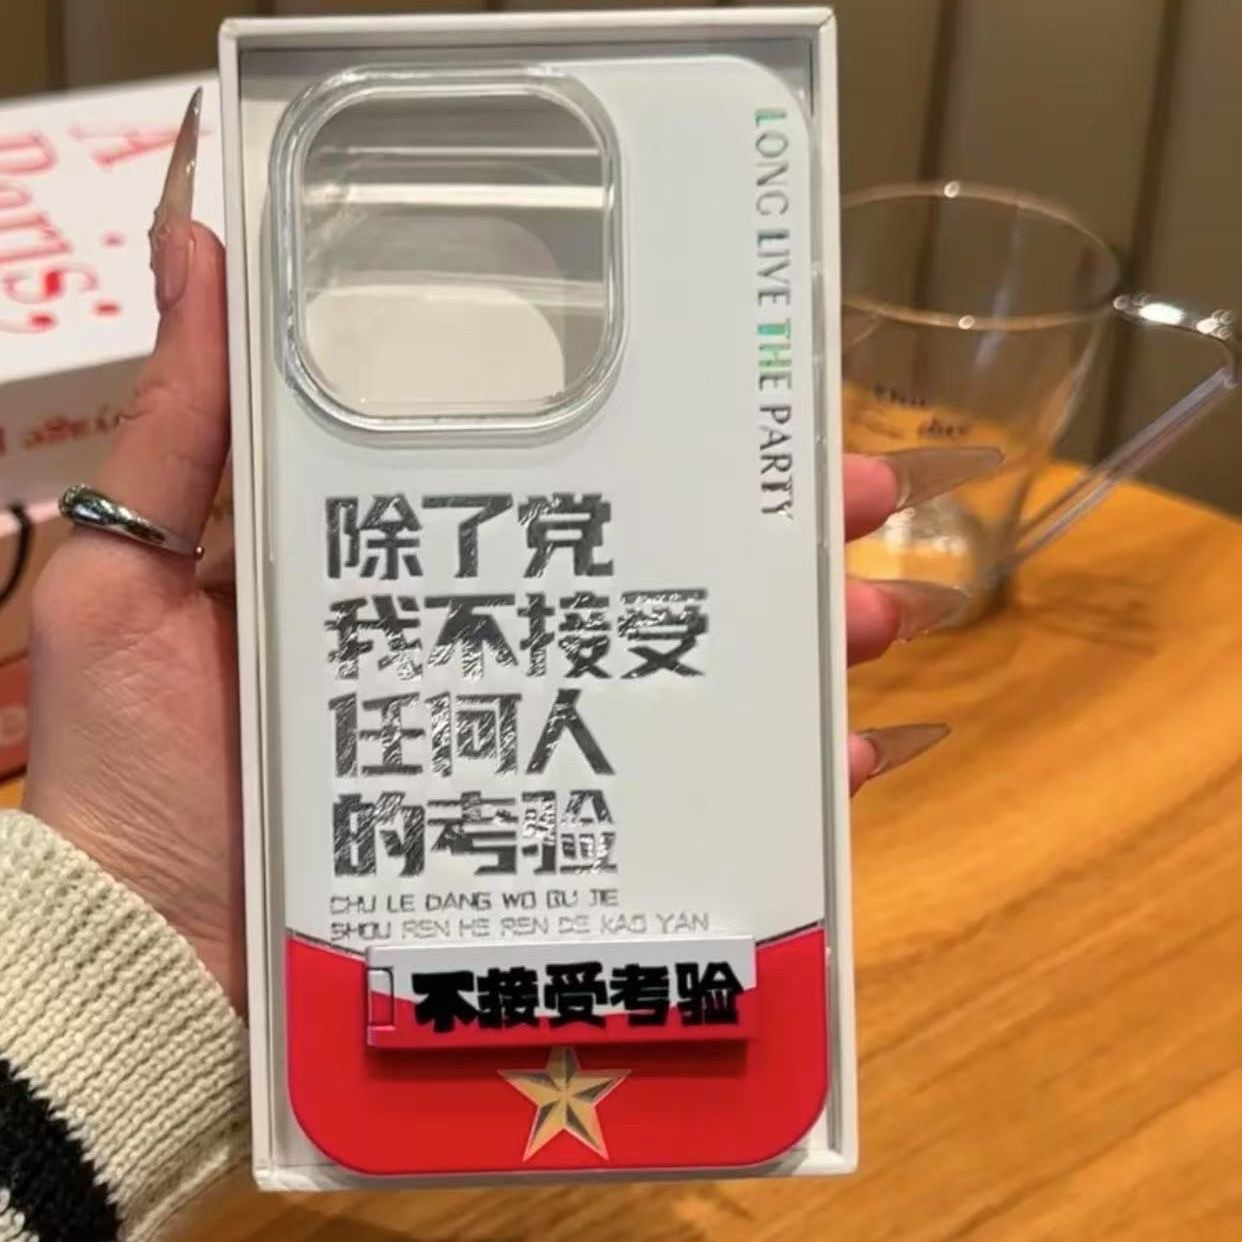 LONG LIVE THE PARTY
除了党
我不接受
任何人
的考验
CHU LE DANG WO BU JIE
SHOU REN HE REN DE KAO YAN
不接受考验
A
Paris,